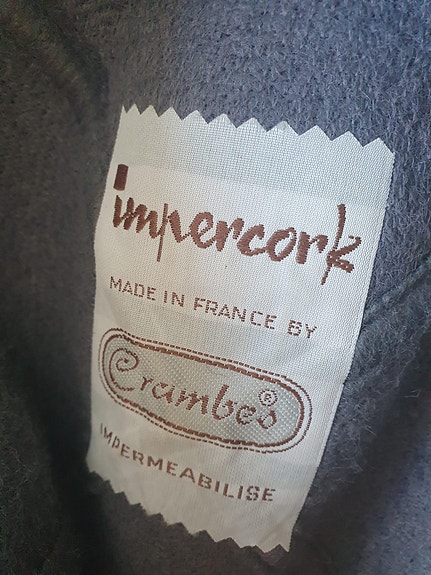 impercork
MADE IN FRANCE BY
Crambes®
IMPERMEABILISE